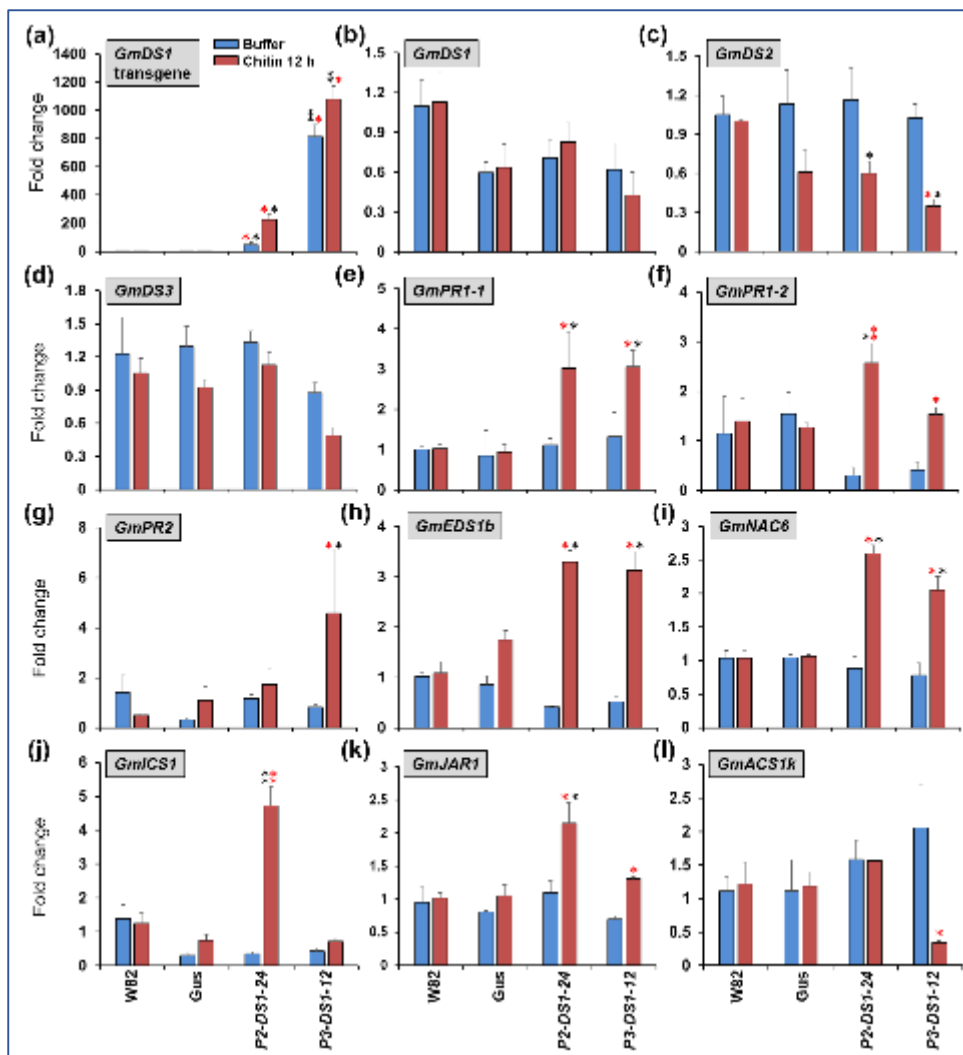 (a)
GmDS1
transgene
Buffer
Chitin 12 h
Fold change
1400
1200
1000
800
600
400
200
0
(b)
GmDS1
1.5
1.2
0.9
0.6
0.3
0
(c)
GmDS2
1.5
1.2
0.9
0.6
0.3
0
(d)
GmDS3
Fold change
1.8
1.5
1.2
0.9
0.6
0.3
0
(e)
GmPR1-1
5
4
3
2
1
0
(f)
GmPR1-2
4
3
2
1
0
(g)
GmPR2
Fold change
8
6
4
2
0
(h)
GmEDS1b
4
3
2
1
0
(i)
GmNAC6
3
2.5
2
1.5
1
0.5
0
(j)
GmICS1
Fold change
6
5
4
3
2
1
0
W82
Gus
P2-DS1-24
P3-DS1-12
(k)
GmJAR1
3
2.5
2
1.5
1
0.5
0
W82
Gus
P2-DS1-24
P3-DS1-12
(l)
GmACS1k
3
2.5
2
1.5
1
0.5
0
W82
Gus
P2-DS1-24
P3-DS1-12